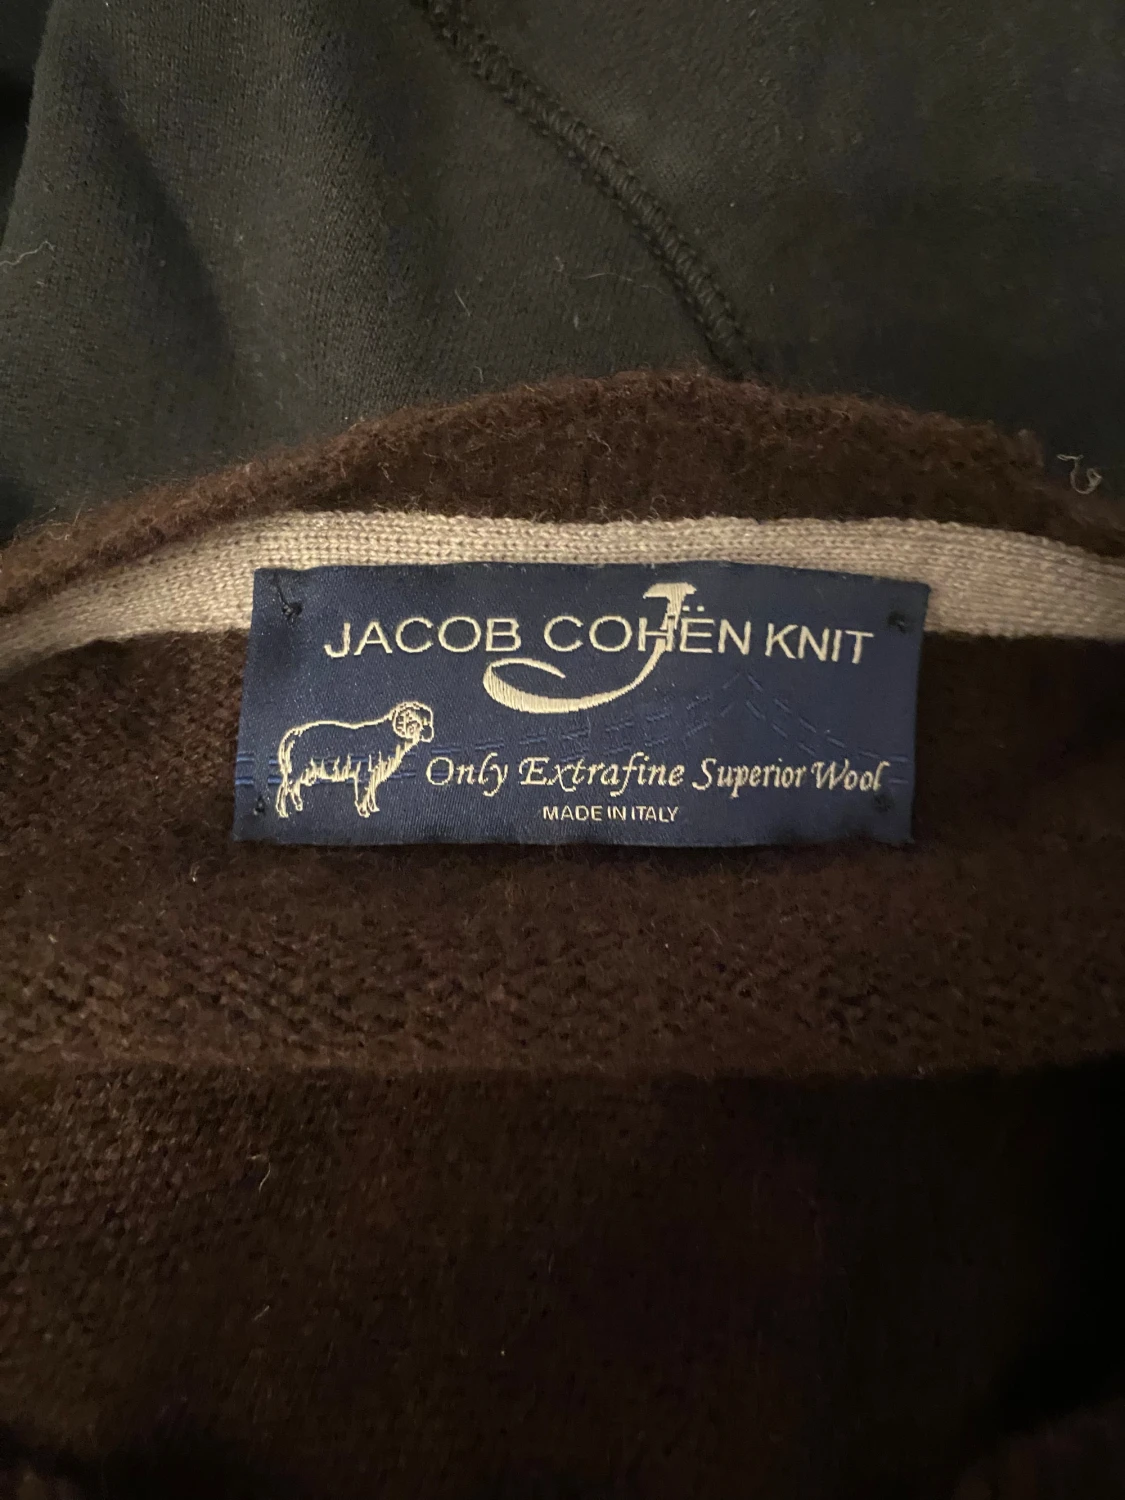 JACOB COHËN KNIT
Only Extrafine Superior Wool
MADE IN ITALY